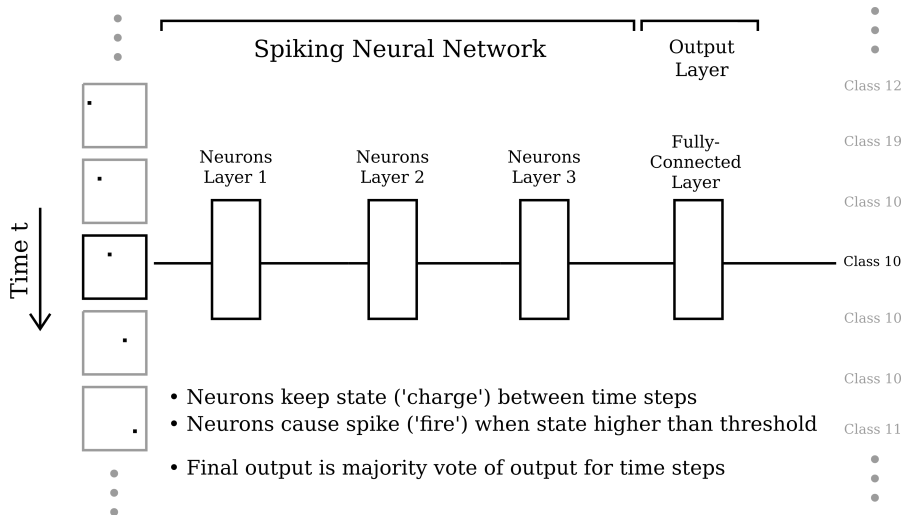 Spiking Neural Network
Output
Layer
Class 12
Class 19
Class 10
Class 10
Class 10
Class 10
Class 11
Neurons
Layer 1
Neurons
Layer 2
Neurons
Layer 3
Fully-
Connected
Layer
Time t
• Neurons keep state ('charge') between time steps
• Neurons cause spike ('fire') when state higher than threshold
• Final output is majority vote of output for time steps